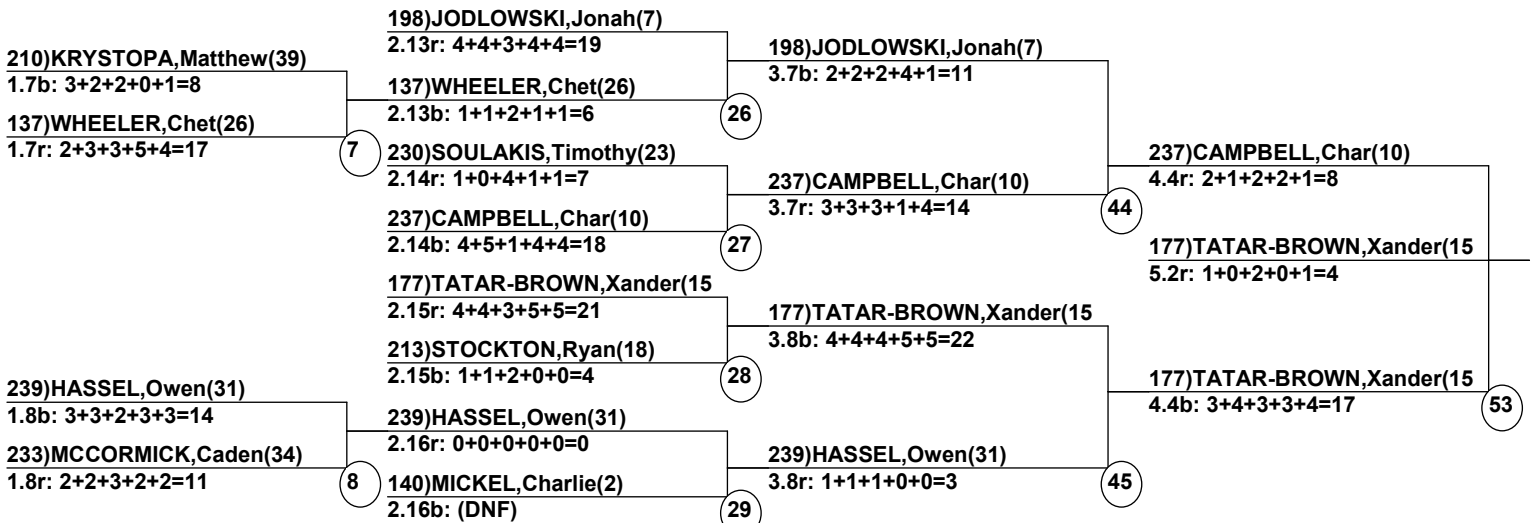 210)KRYSTOPA,Matthew(39)
1.7b: 3+2+2+0+1=8
137)WHEELER,Chet(26)
1.7r: 2+3+3+5+4=17
7
239)HASSEL,Owen(31)
1.8b: 3+3+2+3+3=14
233)MCCORMICK,Caden(34)
1.8r: 2+2+3+2+2=11
8
198)JODLOWSKI,Jonah(7)
2.13r: 4+4+3+4+4=19
137)WHEELER,Chet(26)
2.13b: 1+1+2+1+1=6
26
230)SOULAKIS,Timothy(23)
2.14r: 1+0+4+1+1=7
237)CAMPBELL,Char(10)
2.14b: 4+5+1+4+4=18
27
177)TATAR-BROWN,Xander(15
2.15r: 4+4+3+5+5=21
213)STOCKTON,Ryan(18)
2.15b: 1+1+2+0+0=4
28
239)HASSEL,Owen(31)
2.16r: 0+0+0+0+0=0
140)MICKEL,Charlie(2)
2.16b: (DNF)
29
198)JODLOWSKI,Jonah(7)
3.7b: 2+2+2+4+1=11
237)CAMPBELL,Char(10)
3.7r: 3+3+3+1+4=14
44
177)TATAR-BROWN,Xander(15
3.8b: 4+4+4+5+5=22
239)HASSEL,Owen(31)
3.8r: 1+1+1+0+0=3
45
237)CAMPBELL,Char(10)
4.4r: 2+1+2+2+1=8
177)TATAR-BROWN,Xander(15
4.4b: 3+4+3+3+4=17
53
177)TATAR-BROWN,Xander(15
5.2r: 1+0+2+0+1=4